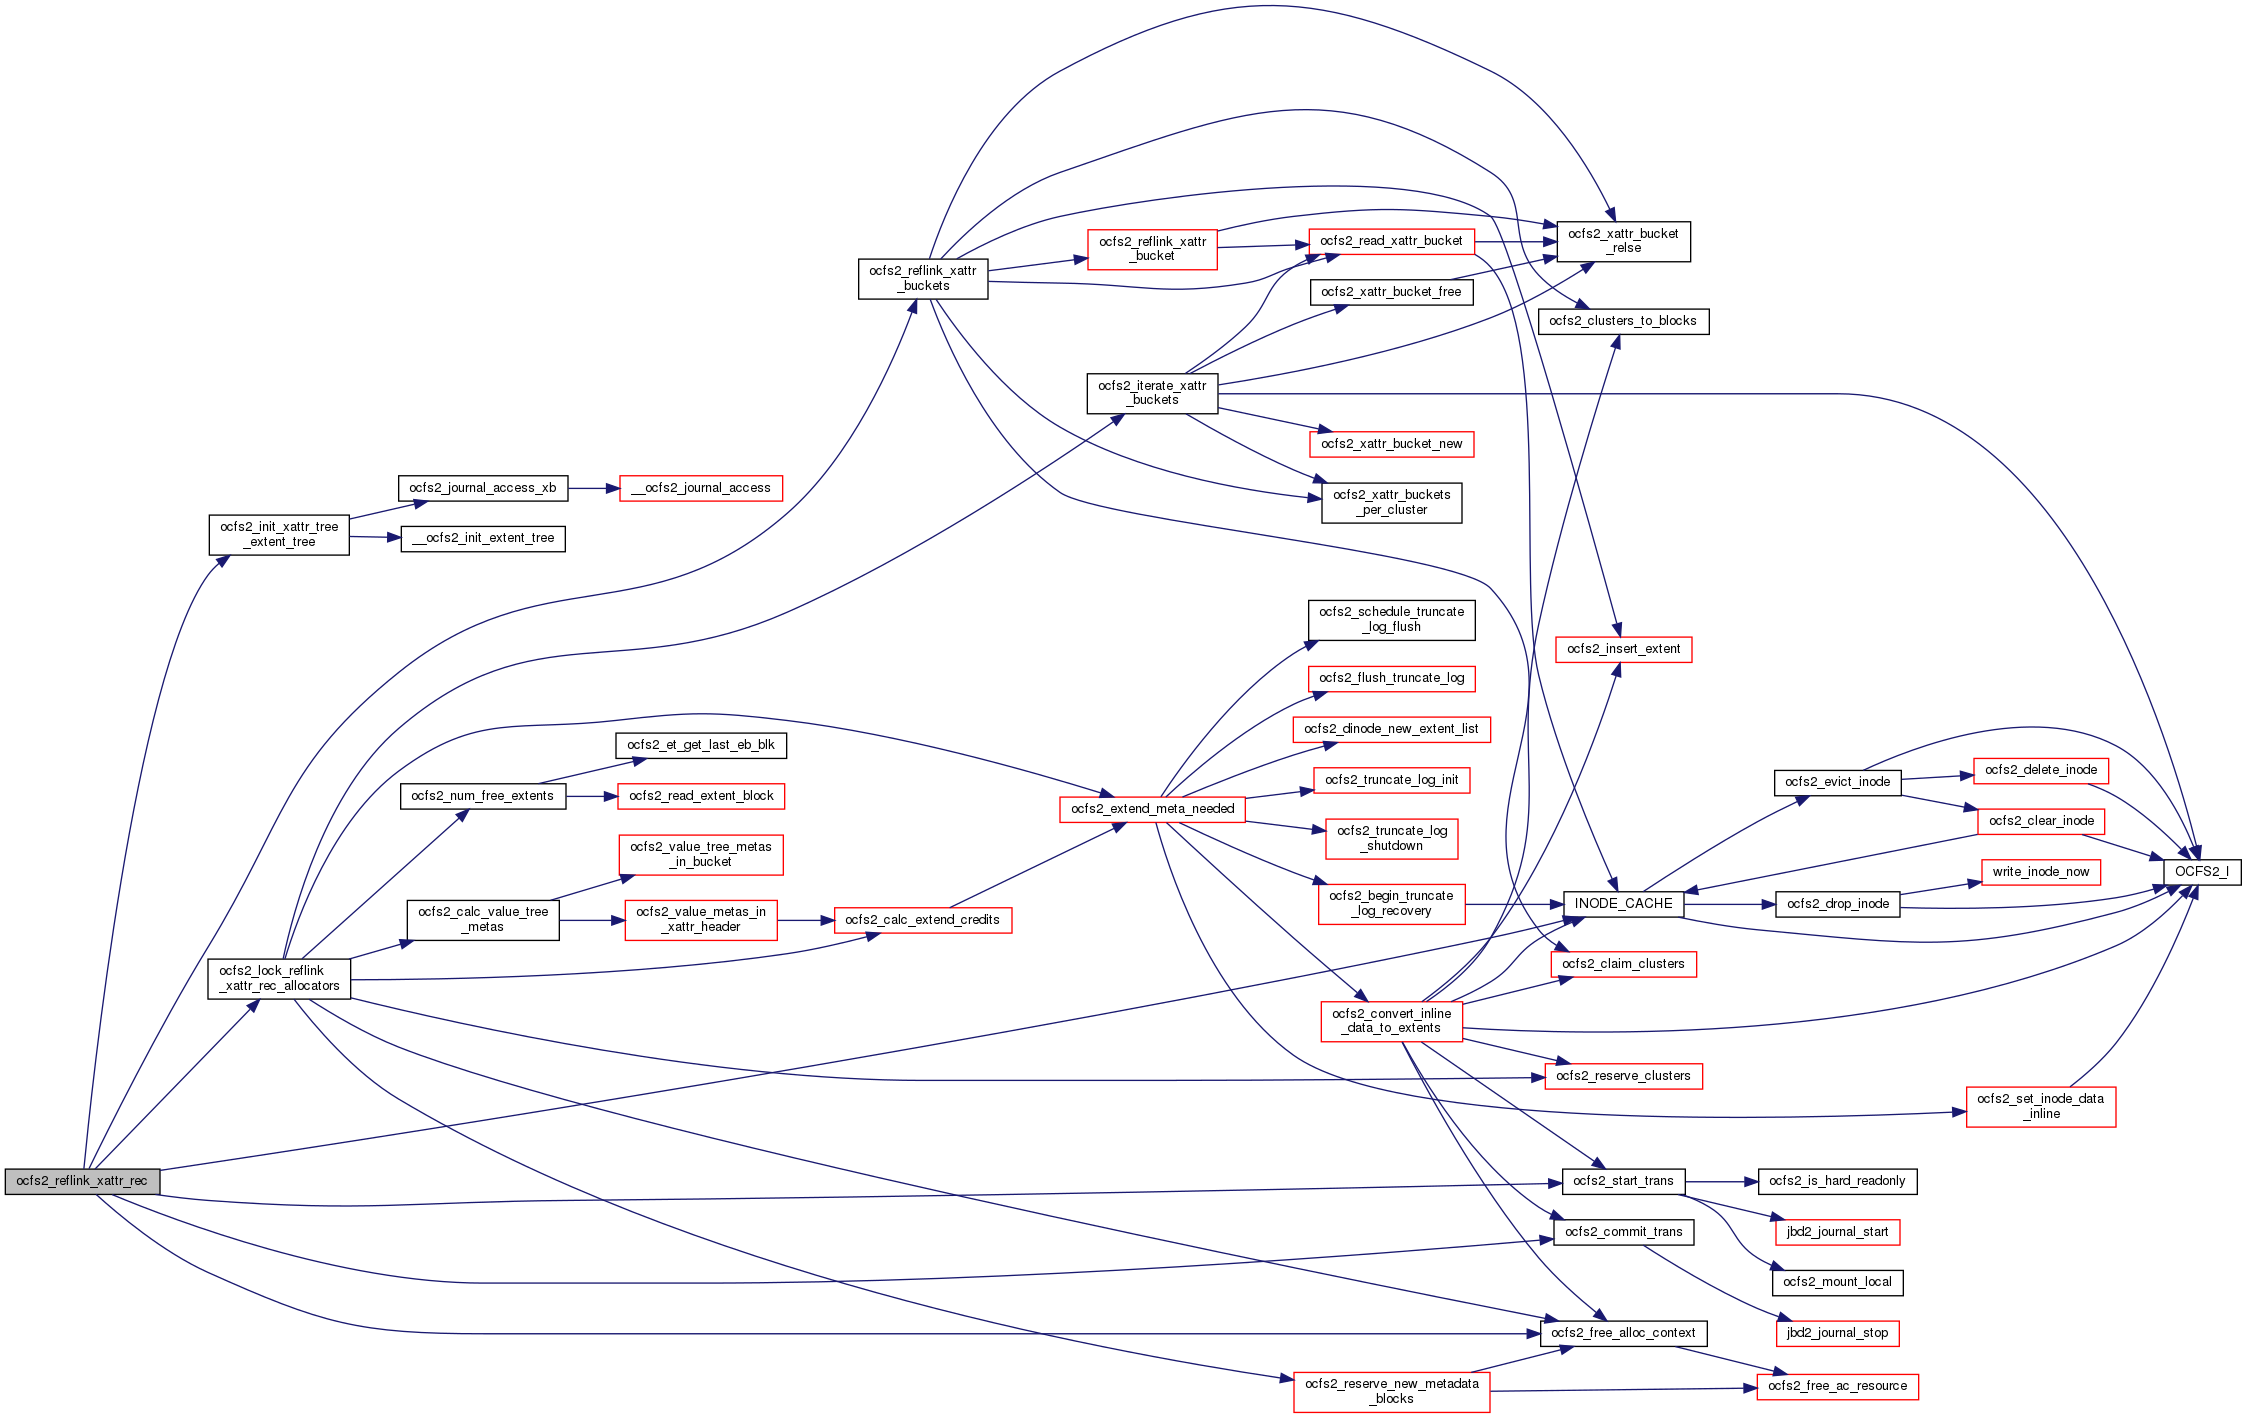 ocfs2_reflink_xattr_rec
ocfs2_init_xattr_tree
_extent_tree
ocfs2_lock_reflink
_xattr_rec_allocators
ocfs2_journal_access_xb
__ocfs2_init_extent_tree
ocfs2_num_free_extents
ocfs2_calc_value_tree
_metas
__ocfs2_journal_access
ocfs2_et_get_last_eb_blk
ocfs2_read_extent_block
ocfs2_value_tree_metas
_in_bucket
ocfs2_value_metas_in
_xattr_header
ocfs2_reflink_xattr
_buckets
ocfs2_calc_extend_credits
ocfs2_reflink_xattr
_bucket
ocfs2_iterate_xattr
_buckets
ocfs2_extend_meta_needed
ocfs2_read_xattr_bucket
ocfs2_xattr_bucket_free
ocfs2_xattr_bucket_new
ocfs2_xattr_buckets
_per_cluster
ocfs2_schedule_truncate
_log_flush
ocfs2_flush_truncate_log
ocfs2_dinode_new_extent_list
ocfs2_truncate_log_init
ocfs2_truncate_log
_shutdown
ocfs2_begin_truncate
_log_recovery
ocfs2_convert_inline
_data_to_extents
ocfs2_reserve_new_metadata
_blocks
ocfs2_xattr_bucket
_relse
ocfs2_clusters_to_blocks
ocfs2_insert_extent
INODE_CACHE
ocfs2_claim_clusters
ocfs2_reserve_clusters
ocfs2_start_trans
ocfs2_commit_trans
ocfs2_free_alloc_context
ocfs2_evict_inode
ocfs2_drop_inode
ocfs2_is_hard_readonly
jbd2_journal_start
ocfs2_mount_local
jbd2_journal_stop
ocfs2_free_ac_resource
ocfs2_delete_inode
ocfs2_clear_inode
write_inode_now
ocfs2_set_inode_data
_inline
OCFS2_I